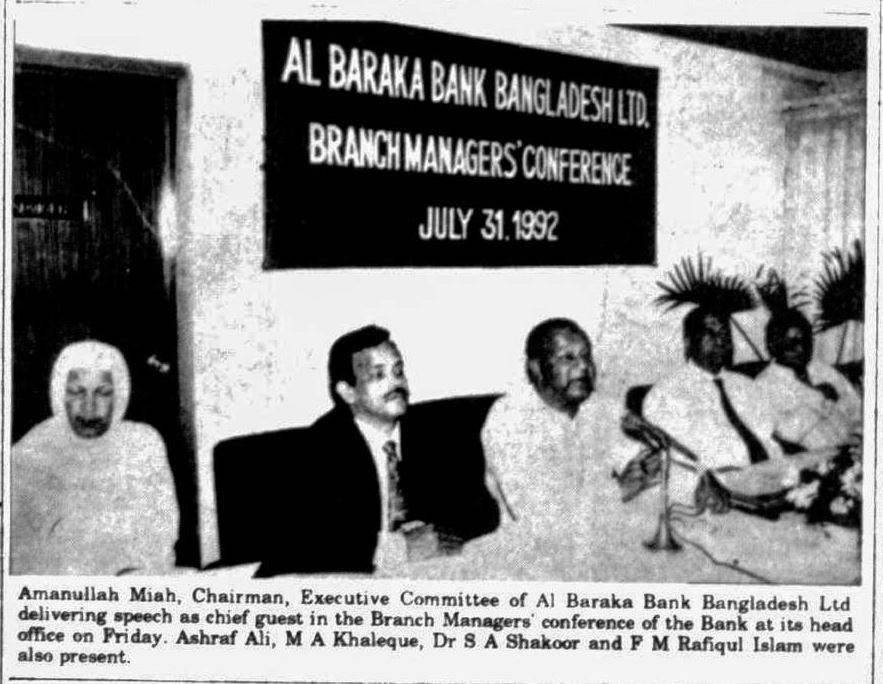 AL BARAKA BANK BANGLADESH LTD.
BRANCH MANAGERS' CONFERENCE
JULY 31.1992
Amanullah Miah, Chairman, Executive Committee of Al Baraka Bank Bangladesh Ltd
delivering speech as chief guest in the Branch Managers' conference of the Bank at its head
office on Friday. Ashraf Ali, M A Khaleque, Dr S A Shakoor and F M Rafiqul Islam were
also present.